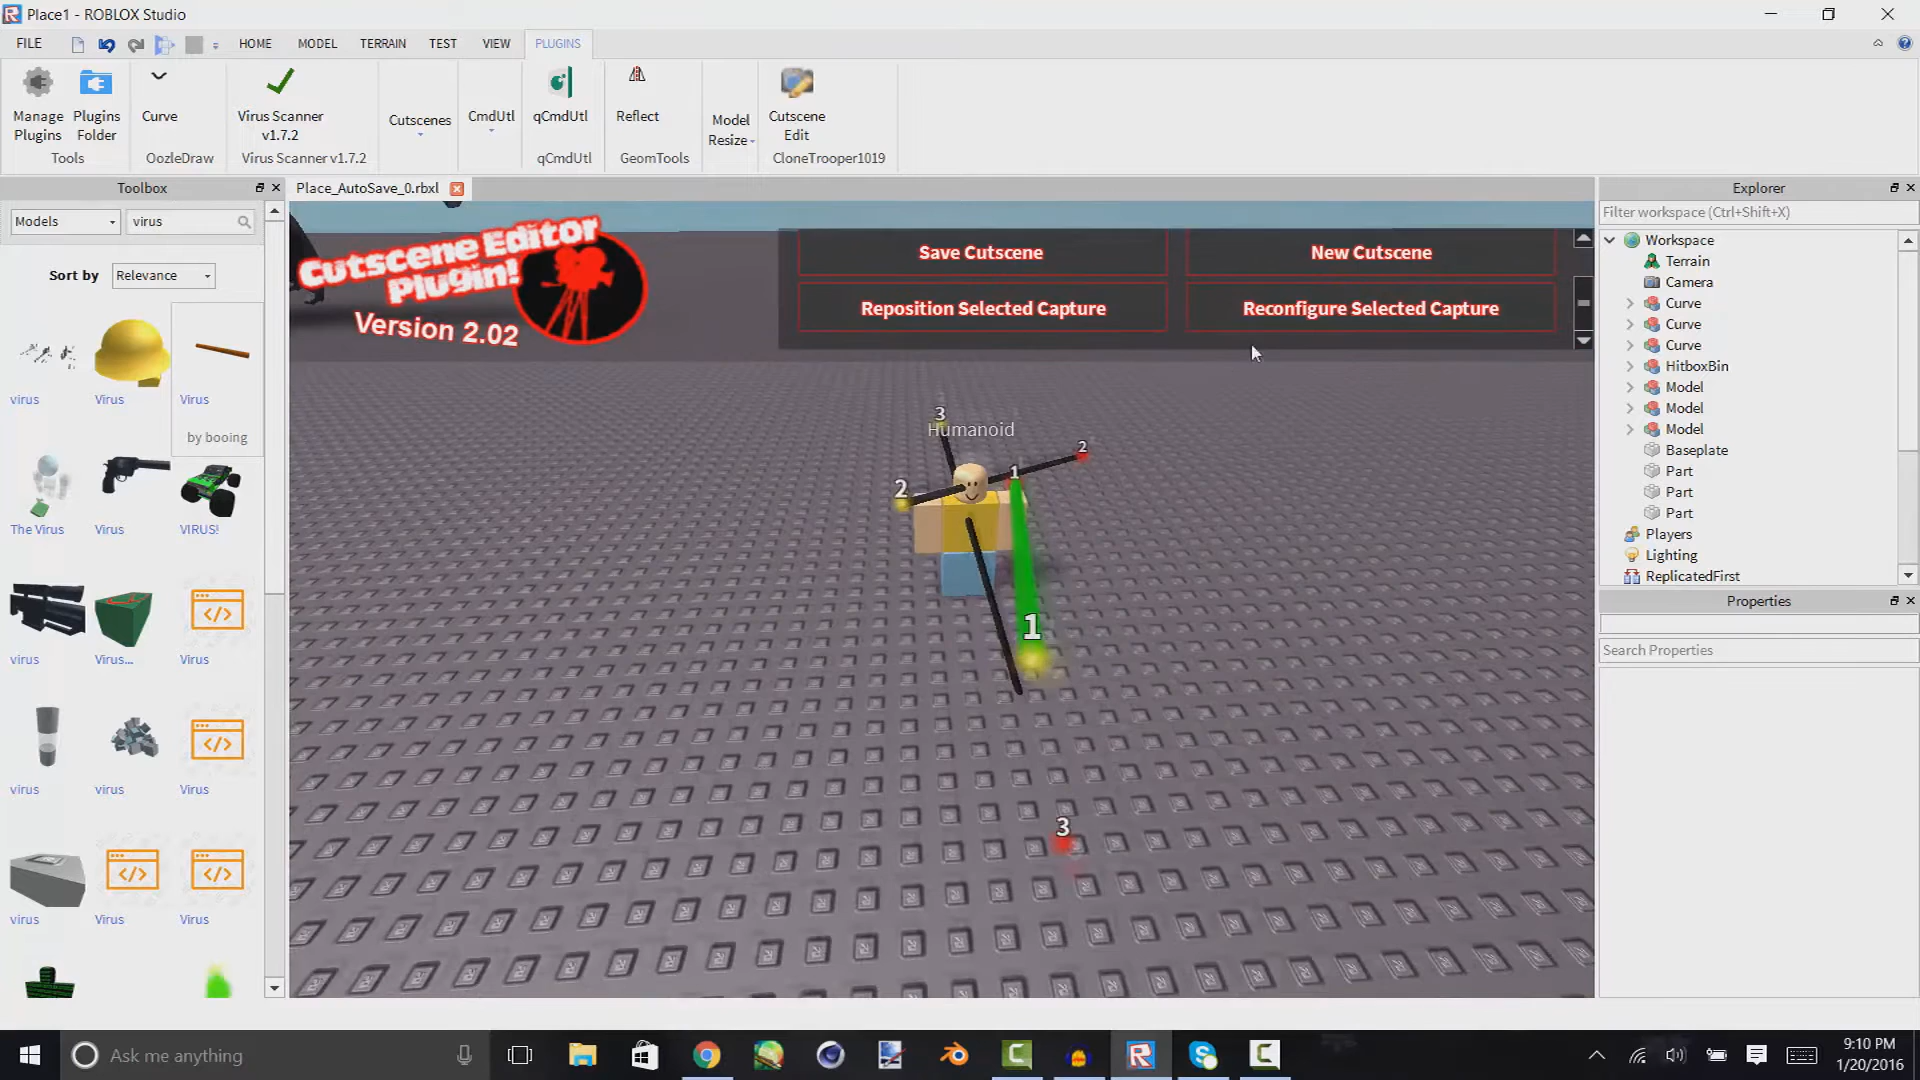 Place1 - ROBLOX Studio
FILE
HOME
MODEL
TERRAIN
TEST
VIEW
PLUGINS
Manage
Plugins
Plugins
Folder
Tools
Curve
OozleDraw
Virus Scanner
v1.7.2
Virus Scanner v1.7.2
Cutscenes
CmdUtl
qCmdUtl
qCmdUtl
Reflect
GeomTools
Model
Resize
Cutscene
Edit
CloneTrooper1019
Toolbox
Models
virus
Sort by
Relevance
virus
Virus
Virus
by booing
The Virus
Virus
VIRUS!
virus
Virus...
Virus
virus
virus
Virus
virus
Virus
Virus
Place_AutoSave_0.rbxl
Cutscene Editor
Plugin!
Version 2.02
Save Cutscene
New Cutscene
Reposition Selected Capture
Reconfigure Selected Capture
3
Humanoid
2
1
2
1
3
Explorer
Filter workspace (Ctrl+Shift+X)
Workspace
Terrain
Camera
Curve
Curve
Curve
HitboxBin
Model
Model
Model
Baseplate
Part
Part
Part
Players
Lighting
ReplicatedFirst
Properties
Search Properties
Ask me anything
9:10 PM
1/20/2016